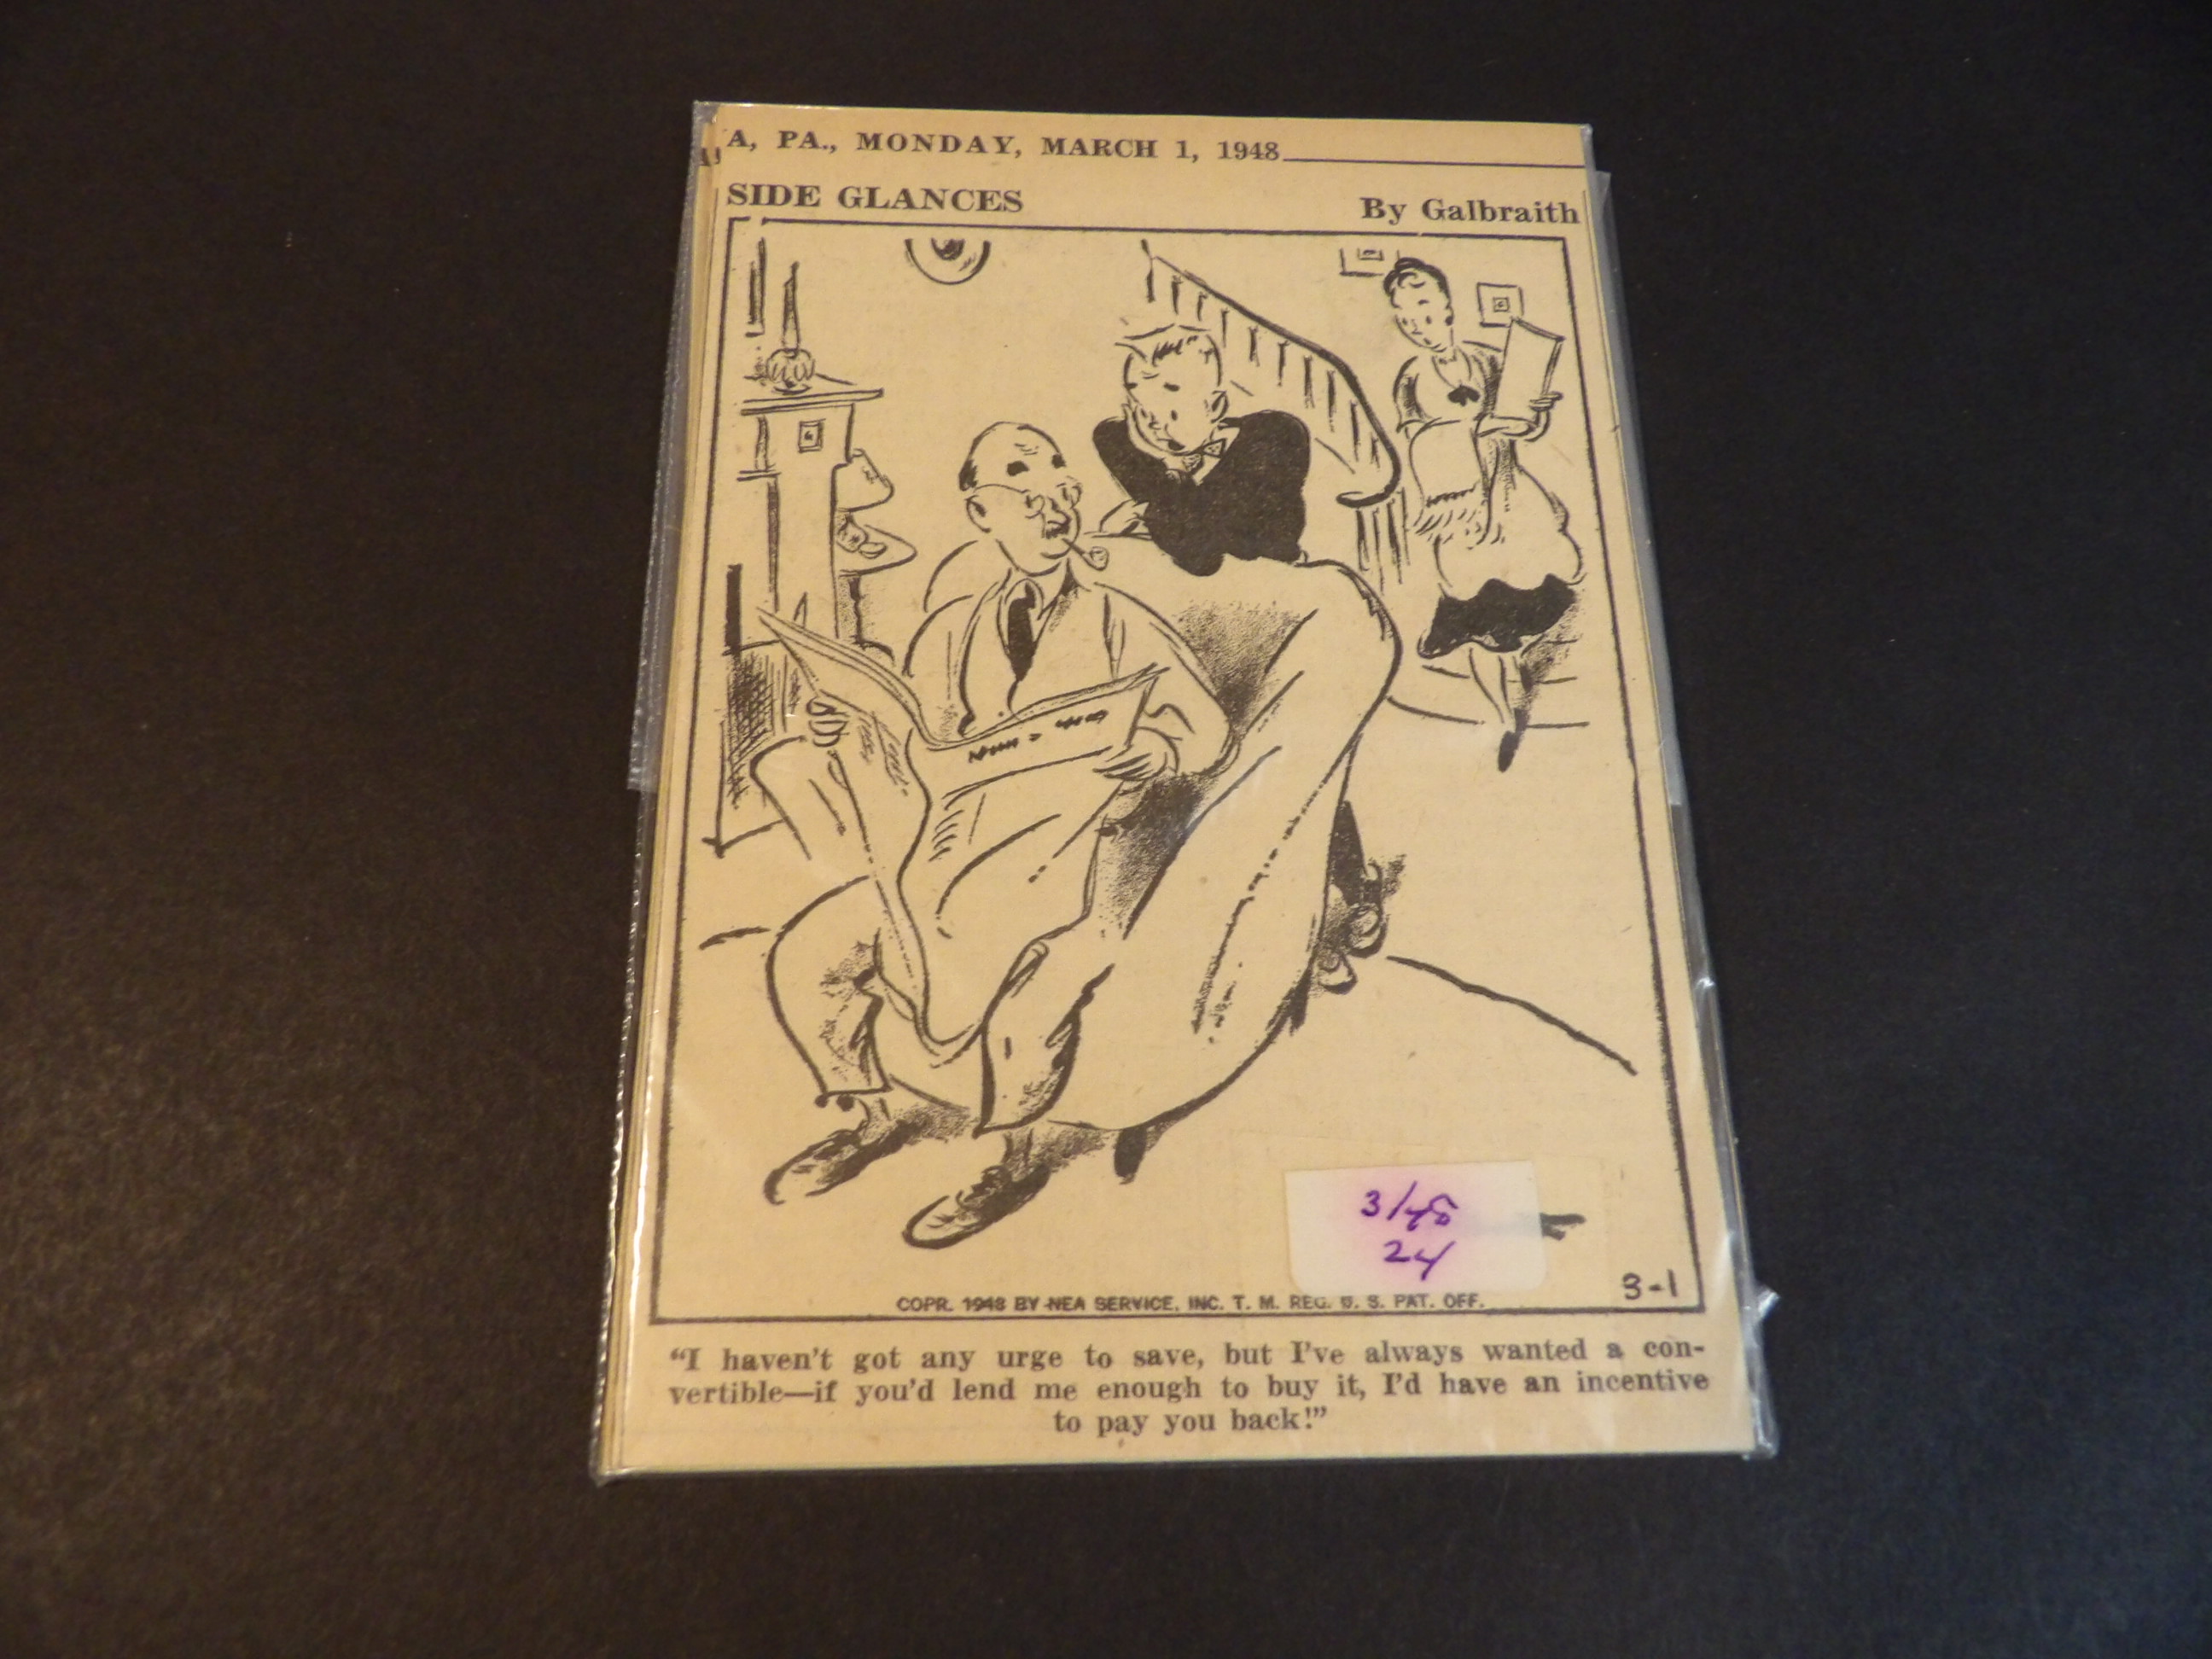 A, PA., MONDAY, MARCH 1, 1948
SIDE GLANCES By Galbraith
3/48
24
3-1
COPR. 1948 BY NEA SERVICE, INC. T. M. REG. U. S. PAT. OFF.
"I haven't got any urge to save, but I've always wanted a con-
vertible—if you'd lend me enough to buy it, I'd have an incentive
to pay you back!"